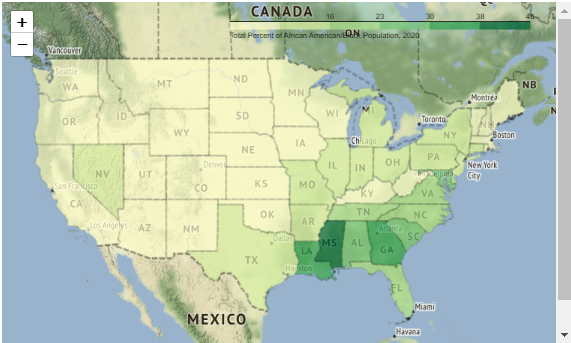 +
−
CANADA
16 23 30 38 45
Total Percent of African American/Black Population, 2020
ON
Vancouver
Seattle
WA
MT
ND
MN
NB
Montréal
OR
ID
SD
WI
MI
Toronto
NY
NH
Boston
WY
IA
Chicago
NE
NV
UT
Denver
CO
KS
MO
IL
IN
OH
PA
New York
City
Philadelphia
San Francisco
CA
KY
VA
Los Angeles
AZ
NM
OK
AR
TN
NC
Dallas
MS
AL
Atlanta
GA
SC
TX
LA
Houston
FL
MEXICO
Miami
Havana